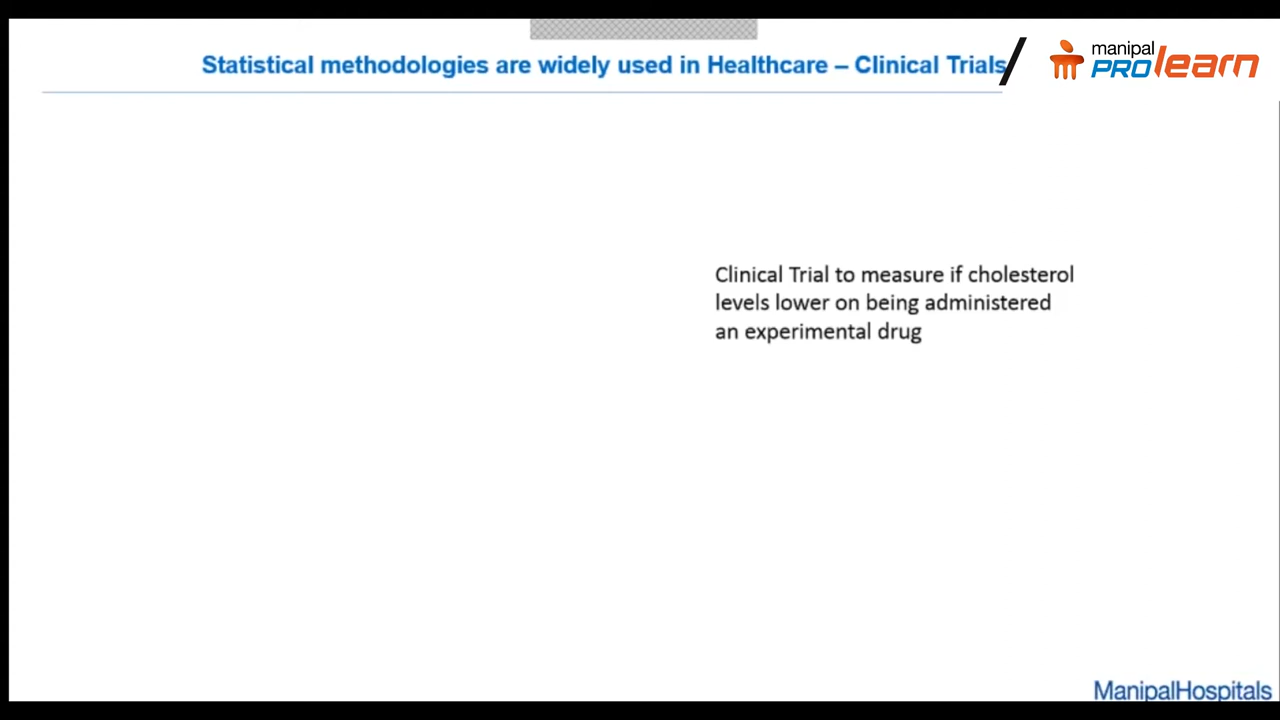 Statistical methodologies are widely used in Healthcare – Clinical Trials
manipal
PROlearn
Clinical Trial to measure if cholesterol
levels lower on being administered
an experimental drug
ManipalHospitals